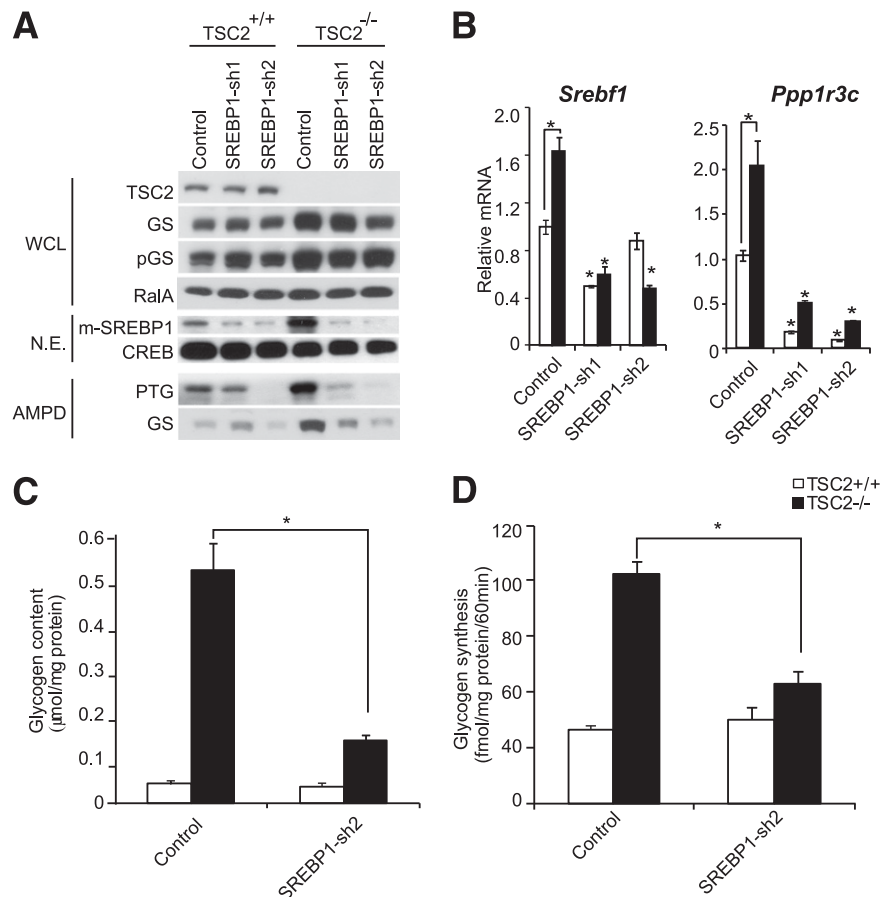 A
TSC2+/+ TSC2-/-
Control SREBP1-sh1 SREBP1-sh2 Control SREBP1-sh1 SREBP1-sh2
WCL
TSC2
GS
pGS
RalA
N.E.
m-SREBP1
CREB
AMPD
PTG
GS
B
Srebf1
Relative mRNA
2.0
1.6
1.2
0.8
0.4
0
*
* *
*
Control SREBP1-sh1 SREBP1-sh2
Ppp1r3c
2.5
2.0
1.5
1.0
0.5
0
*
* *
* *
Control SREBP1-sh1 SREBP1-sh2
C
Glycogen content
(μmol/mg protein)
0.6
0.5
0.4
0.3
0.2
0.1
0
*
Control SREBP1-sh2
D
TSC2+/+
TSC2-/-
Glycogen synthesis
(fmol/mg protein/60min)
120
100
80
60
40
0
*
Control SREBP1-sh2